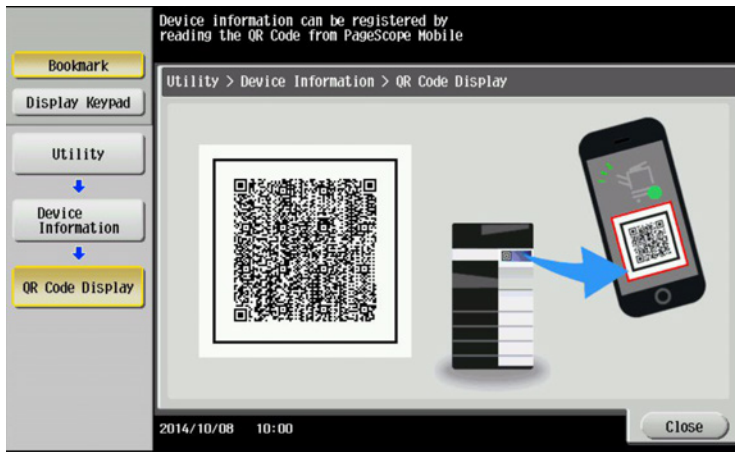 Device information can be registered by
reading the QR Code from PageScope Mobile
Bookmark
Display Keypad
Utility
Device
Information
QR Code Display
Utility > Device Information > QR Code Display
2014/10/08 10:00
Close